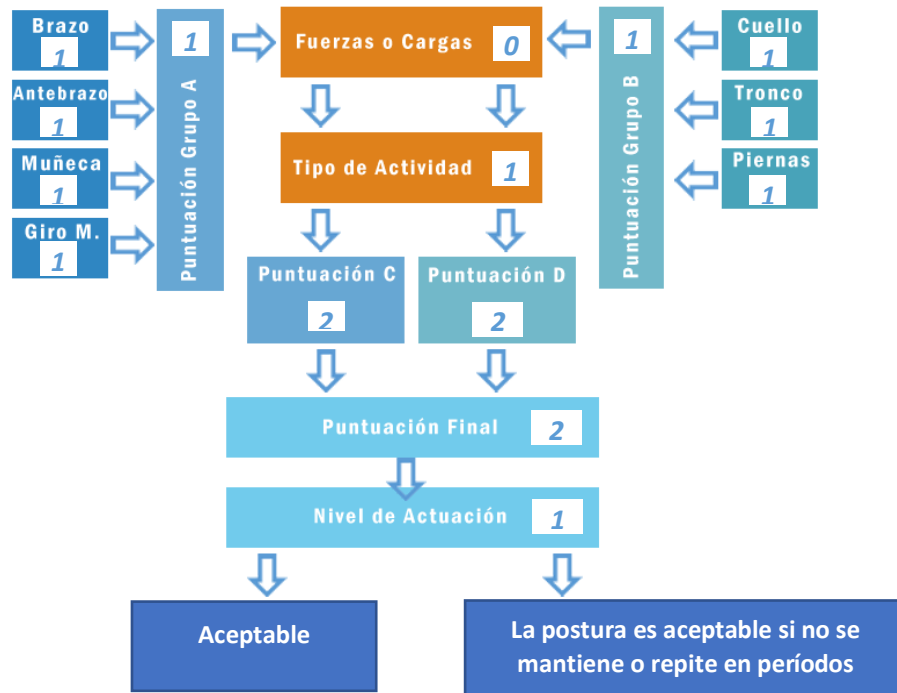 Brazo
1
Antebrazo
1
Muñeca
1
Giro M.
1
1
Puntuación Grupo A
Fuerzas o Cargas 0
Tipo de Actividad 1
1
Puntuación Grupo B
Cuello
1
Tronco
1
Piernas
1
Puntuación C
2
Puntuación D
2
Puntuación Final 2
Nivel de Actuación 1
Aceptable
La postura es aceptable si no se
mantiene o repite en períodos